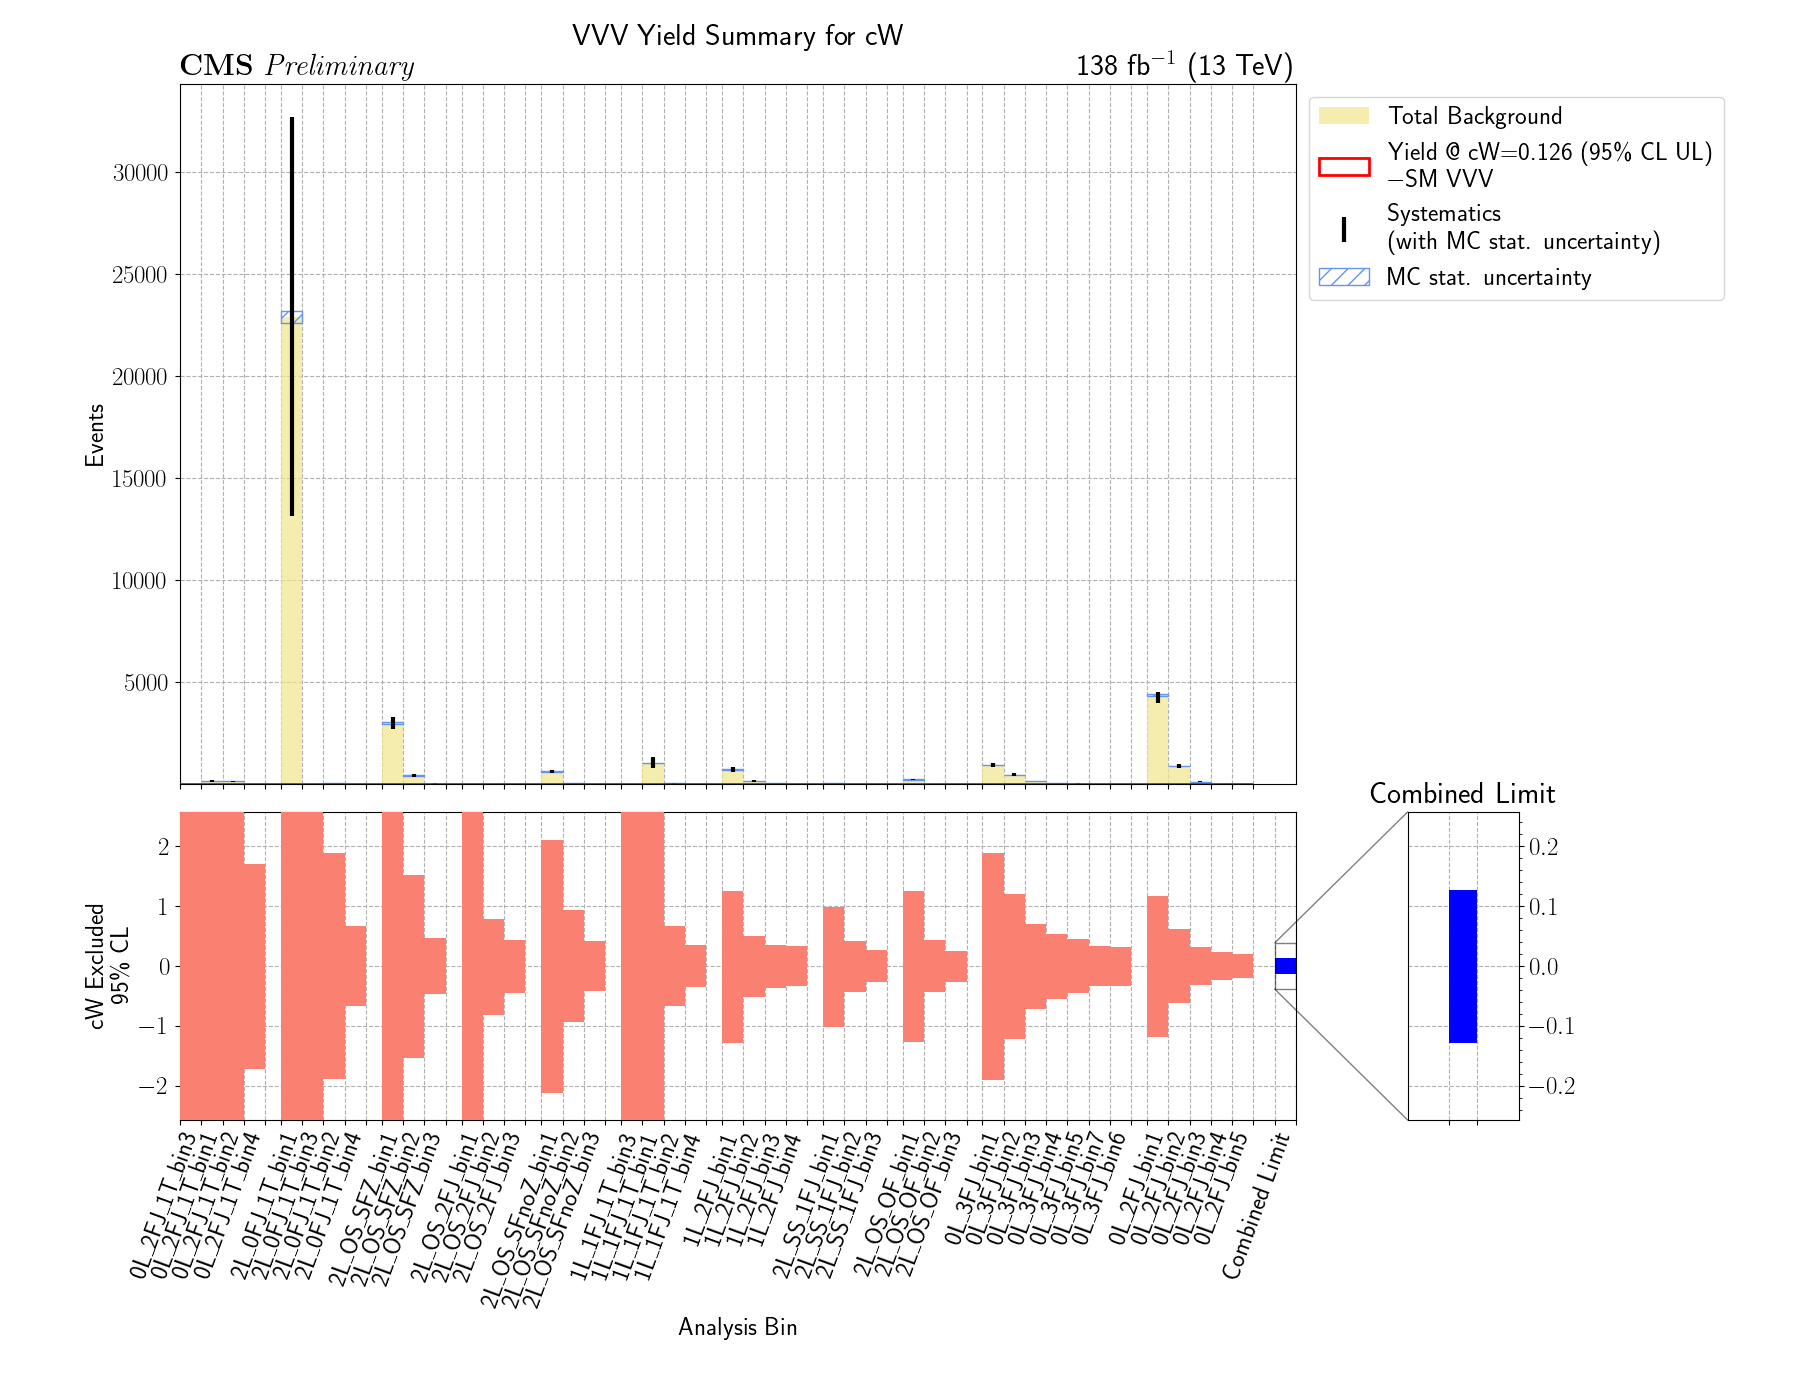 VVV Yield Summary for cW
CMS Preliminary
138 fb⁻¹ (13 TeV)
Total Background
Yield @ cW=0.126 (95% CL UL)
−SM VVV
Systematics
(with MC stat. uncertainty)
MC stat. uncertainty
Events
30000
25000
20000
15000
10000
5000
Combined Limit
cW Excluded
95% CL
2
1
0
−1
−2
0.2
0.1
0.0
−0.1
−0.2
0L_2FJ_1T_bin3
0L_2FJ_1T_bin1
0L_2FJ_1T_bin2
0L_2FJ_1T_bin4
2L_0FJ_1T_bin1
2L_0FJ_1T_bin3
2L_0FJ_1T_bin2
2L_0FJ_1T_bin4
2L_OS_SFZ_bin1
2L_OS_SFZ_bin2
2L_OS_SFZ_bin3
2L_OS_2FJ_bin1
2L_OS_2FJ_bin2
2L_OS_2FJ_bin3
2L_OS_SFnoZ_bin1
2L_OS_SFnoZ_bin2
2L_OS_SFnoZ_bin3
1L_1FJ_1T_bin3
1L_1FJ_1T_bin1
1L_1FJ_1T_bin2
1L_1FJ_1T_bin4
1L_2FJ_bin1
1L_2FJ_bin2
1L_2FJ_bin3
1L_2FJ_bin4
2L_SS_1FJ_bin1
2L_SS_1FJ_bin2
2L_SS_1FJ_bin3
2L_OS_OF_bin1
2L_OS_OF_bin2
2L_OS_OF_bin3
0L_3FJ_bin1
0L_3FJ_bin2
0L_3FJ_bin3
0L_3FJ_bin4
0L_3FJ_bin5
0L_3FJ_bin7
0L_3FJ_bin6
0L_2FJ_bin1
0L_2FJ_bin2
0L_2FJ_bin3
0L_2FJ_bin4
0L_2FJ_bin5
Combined Limit
Analysis Bin